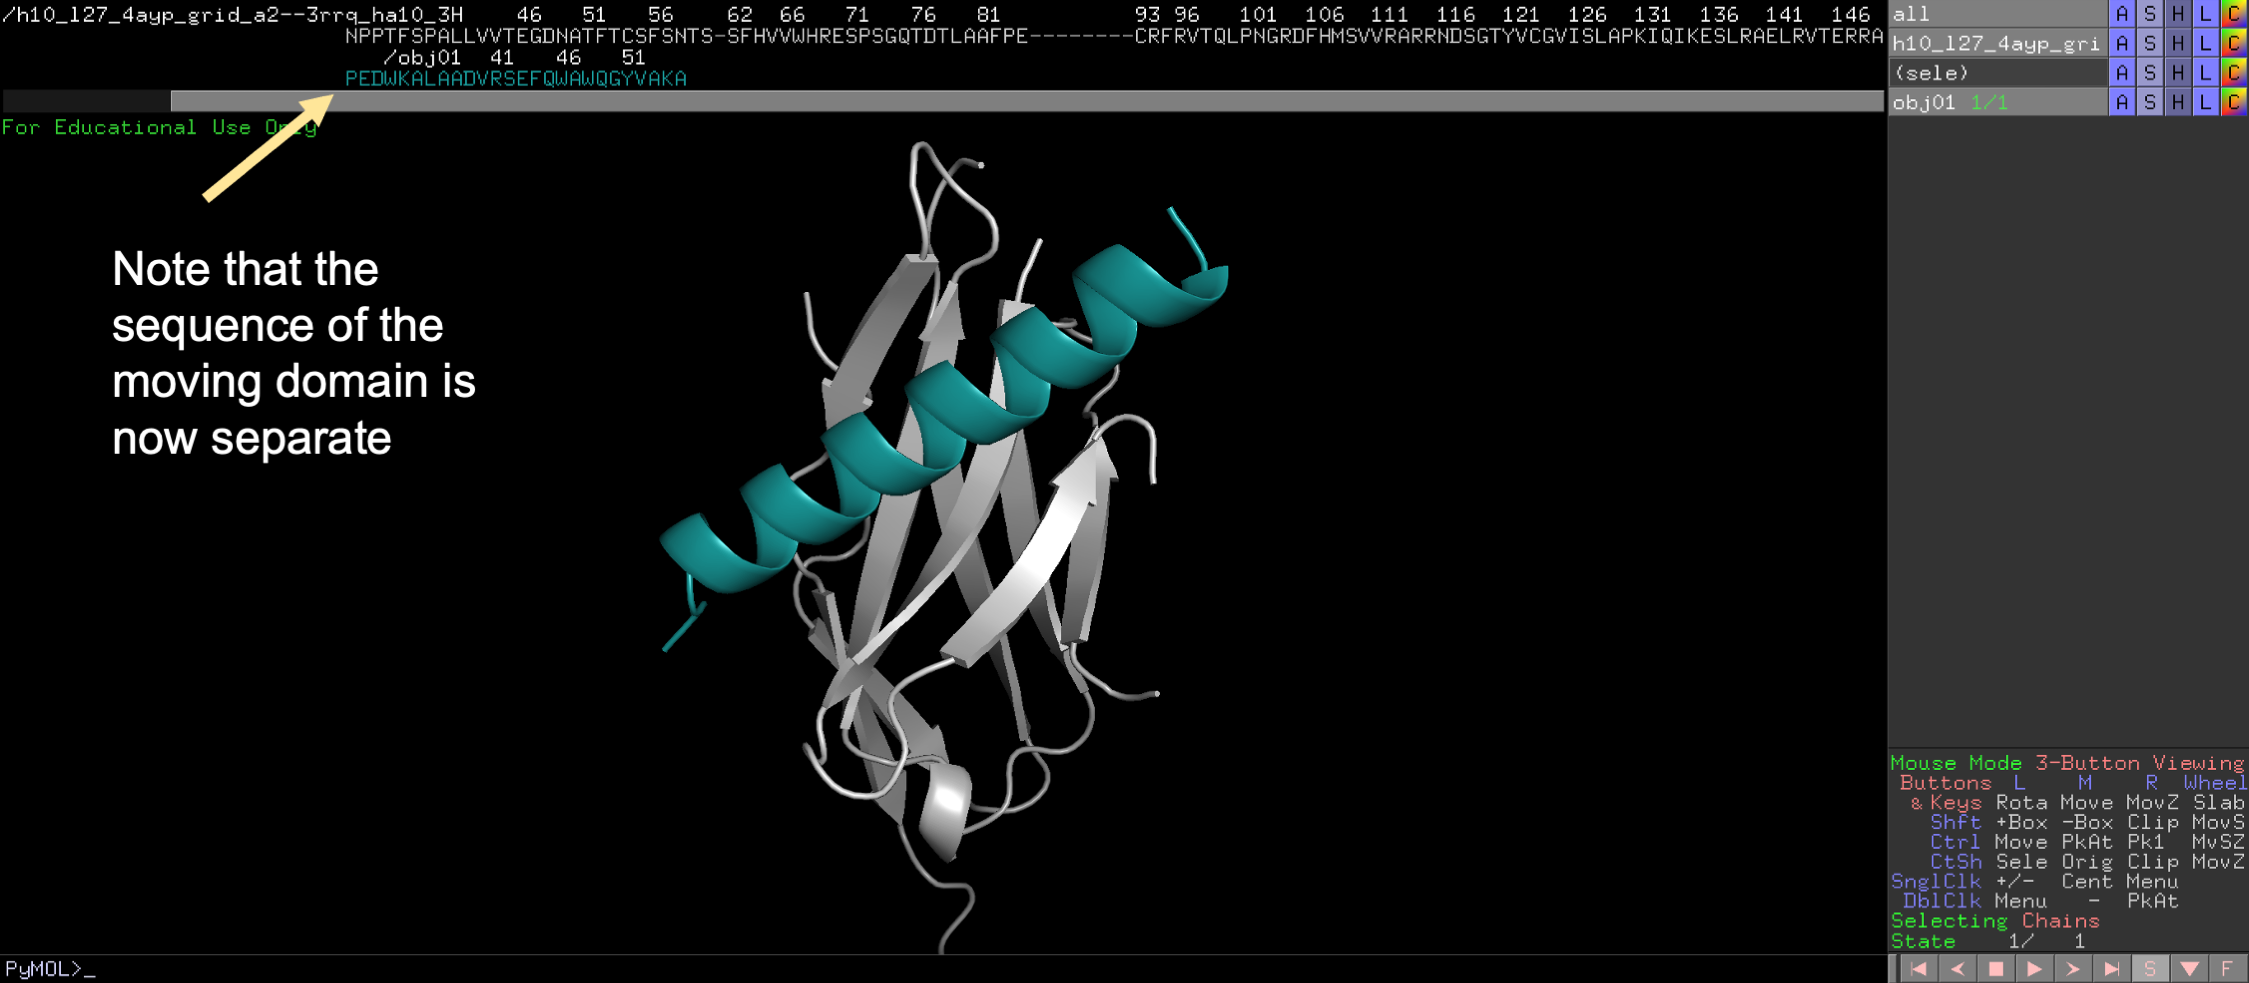 /h10_l27_4ayp_grid_a2--3rrq_ha10_3H 46 51 56 62 66 71 76 81 93 96 101 106 111 116 121 126 131 136 141 146
NPPTFSPALLVVTEGDNATFTCSFSNTS-SFHVVWHRESPSGQTDTLAAFPE--------CRFRVTQLPNGRDFHMSVVRARRNDSGTYVCGVISLAPKIQIKESLRAELRVTERRA
/obj01 41 46 51
PEDWKALAADVRSEFQWAWQGYVAKA
For Educational Use Only
Note that the
sequence of the
moving domain is
now separate
all A S H L C
h10_l27_4ayp_gri A S H L C
(sele) A S H L C
obj01 1/1 A S H L C
Mouse Mode 3-Button Viewing
Buttons L M R Wheel
& Keys Rota Move MovZ Slab
Shft +Box -Box Clip MovS
Ctrl Move PkAt Pk1 MvSZ
CtSh Sele Orig Clip MovZ
SnglClk +/- Cent Menu
DblClk Menu - PkAt
Selecting Chains
State 1/ 1
PyMOL>_
S F